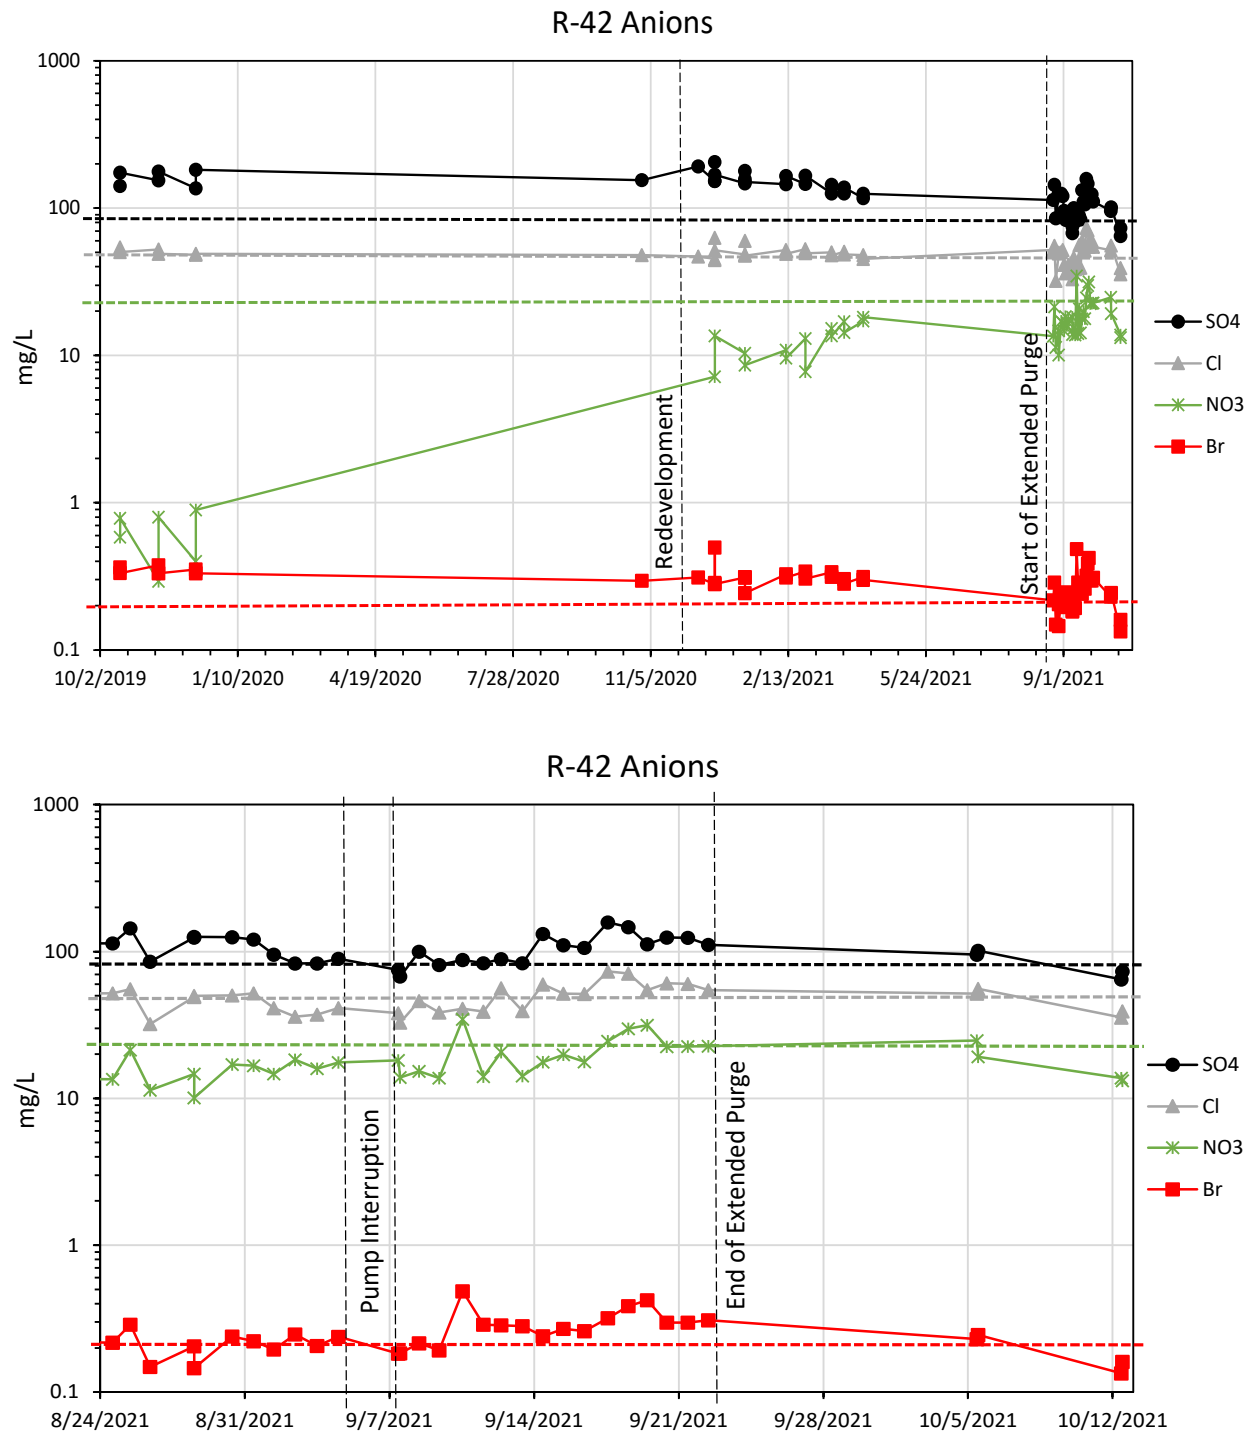 R-42 Anions
1000
100
10
1
0.1
mg/L
10/2/2019 1/10/2020 4/19/2020 7/28/2020 11/5/2020 2/13/2021 5/24/2021 9/1/2021
Redevelopment
Start of Extended Purge
SO4
Cl
NO3
Br
R-42 Anions
1000
100
10
1
0.1
mg/L
8/24/2021 8/31/2021 9/7/2021 9/14/2021 9/21/2021 9/28/2021 10/5/2021 10/12/2021
Pump Interruption
End of Extended Purge
SO4
Cl
NO3
Br